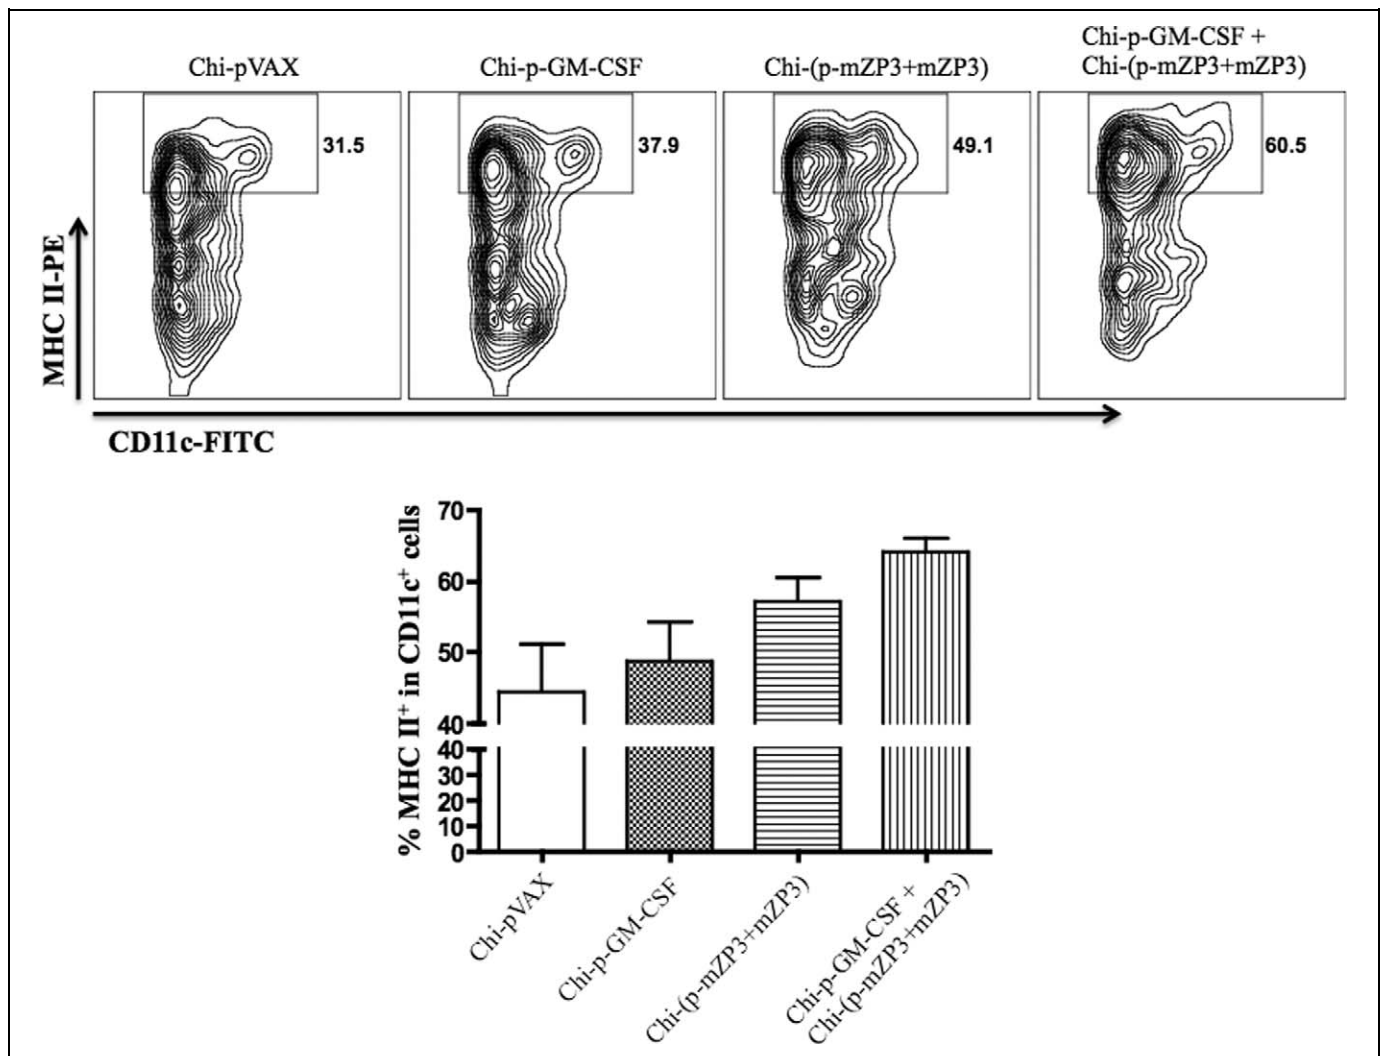 Chi-pVAX
Chi-p-GM-CSF
Chi-(p-mZP3+mZP3)
Chi-p-GM-CSF +
Chi-(p-mZP3+mZP3)
31.5
37.9
49.1
60.5
MHC II-PE
CD11c-FITC
% MHC II⁺ in CD11c⁺ cells
70
60
50
40
40
30
20
10
0
Chi-pVAX
Chi-p-GM-CSF
Chi-(p-mZP3+mZP3)
Chi-p-GM-CSF +
Chi-(p-mZP3+mZP3)